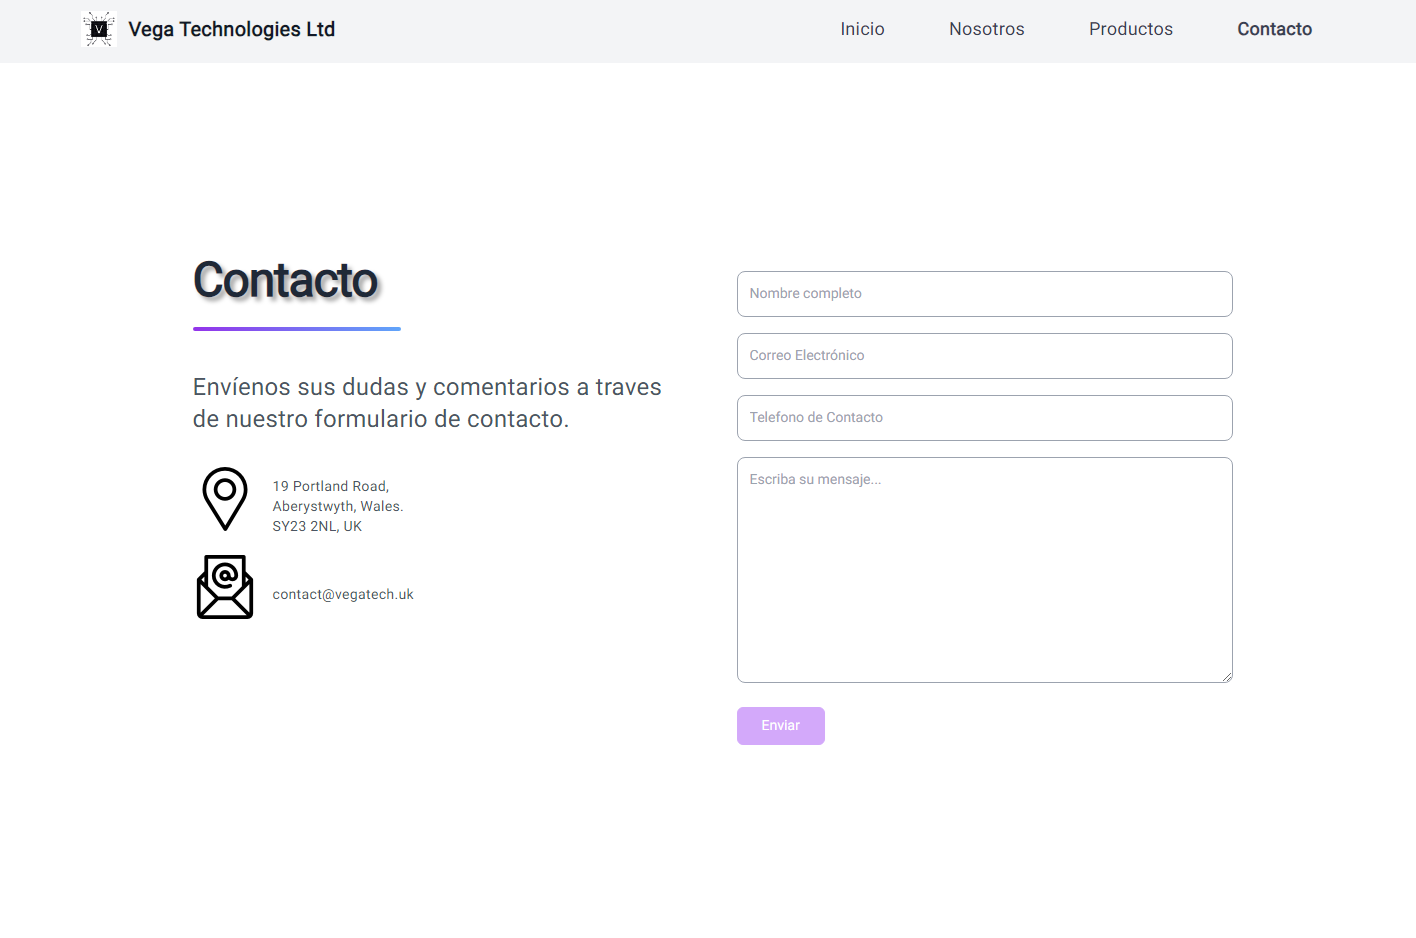 V
Vega Technologies Ltd
Inicio
Nosotros
Productos
Contacto
Contacto
Envíenos sus dudas y comentarios a traves
de nuestro formulario de contacto.
19 Portland Road,
Aberystwyth, Wales.
SY23 2NL, UK
@
contact@vegatech.uk
Nombre completo
Correo Electrónico
Telefono de Contacto
Escriba su mensaje...
Enviar